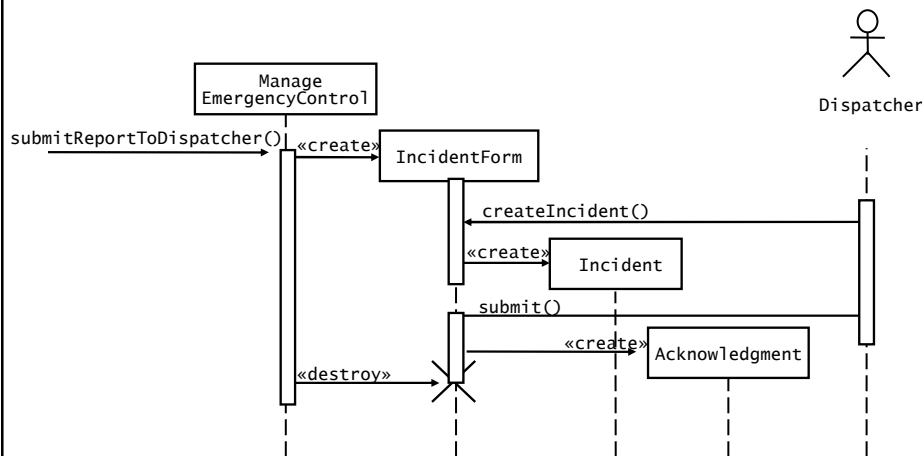 Manage
EmergencyControl
Dispatcher
submitReportToDispatcher()
«create»
IncidentForm
createIncident()
«create»
Incident
submit()
«create»
Acknowledgment
«destroy»